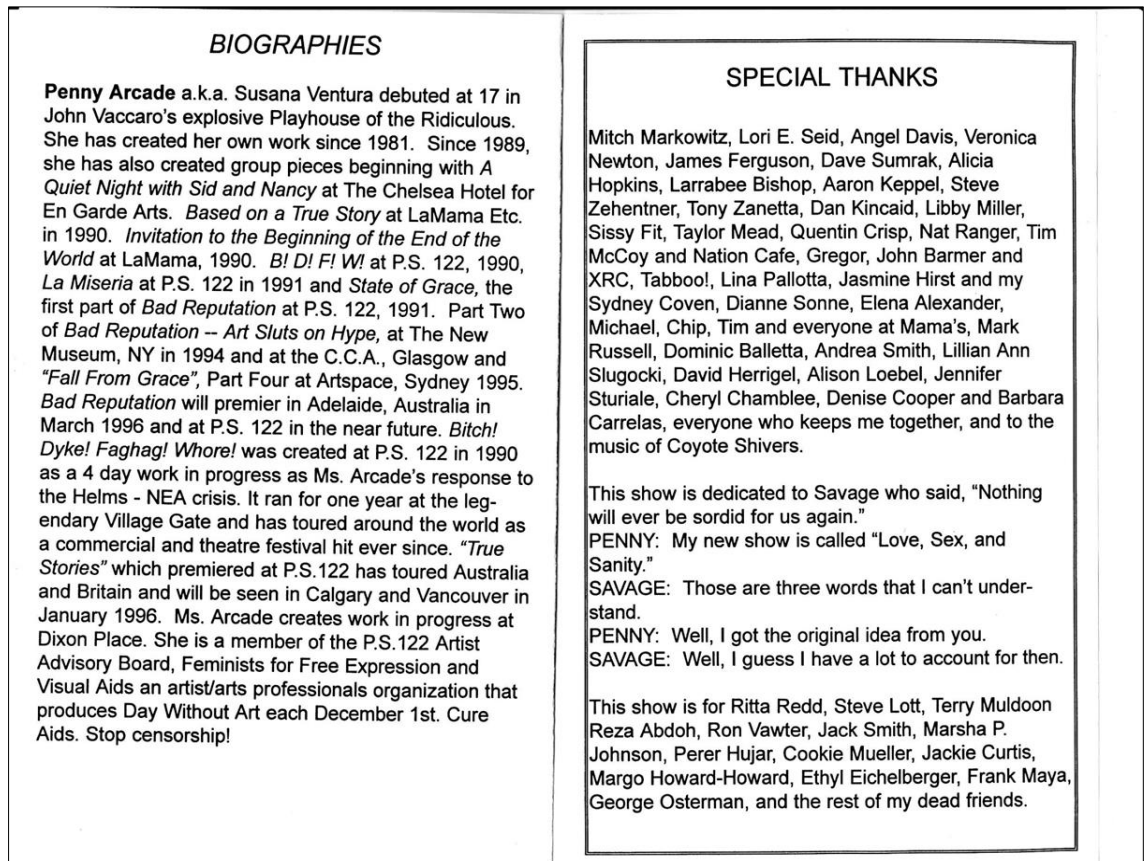 BIOGRAPHIES
Penny Arcade a.k.a. Susana Ventura debuted at 17 in
John Vaccaro's explosive Playhouse of the Ridiculous.
She has created her own work since 1981.  Since 1989,
she has also created group pieces beginning with A
Quiet Night with Sid and Nancy at The Chelsea Hotel for
En Garde Arts.  Based on a True Story at LaMama Etc.
in 1990.  Invitation to the Beginning of the End of the
World at LaMama, 1990.  B! D! F! W! at P.S. 122, 1990,
La Miseria at P.S. 122 in 1991 and State of Grace, the
first part of Bad Reputation at P.S. 122, 1991.  Part Two
of Bad Reputation -- Art Sluts on Hype, at The New
Museum, NY in 1994 and at the C.C.A., Glasgow and
"Fall From Grace", Part Four at Artspace, Sydney 1995.
Bad Reputation will premier in Adelaide, Australia in
March 1996 and at P.S. 122 in the near future. Bitch!
Dyke! Faghag! Whore! was created at P.S. 122 in 1990
as a 4 day work in progress as Ms. Arcade's response to
the Helms - NEA crisis. It ran for one year at the leg-
endary Village Gate and has toured around the world as
a commercial and theatre festival hit ever since. "True
Stories" which premiered at P.S.122 has toured Australia
and Britain and will be seen in Calgary and Vancouver in
January 1996.  Ms. Arcade creates work in progress at
Dixon Place. She is a member of the P.S.122 Artist
Advisory Board, Feminists for Free Expression and
Visual Aids an artist/arts professionals organization that
produces Day Without Art each December 1st. Cure
Aids. Stop censorship!
SPECIAL THANKS
Mitch Markowitz, Lori E. Seid, Angel Davis, Veronica
Newton, James Ferguson, Dave Sumrak, Alicia
Hopkins, Larrabee Bishop, Aaron Keppel, Steve
Zehentner, Tony Zanetta, Dan Kincaid, Libby Miller,
Sissy Fit, Taylor Mead, Quentin Crisp, Nat Ranger, Tim
McCoy and Nation Cafe, Gregor, John Barmer and
XRC, Tabboo!, Lina Pallotta, Jasmine Hirst and my
Sydney Coven, Dianne Sonne, Elena Alexander,
Michael, Chip, Tim and everyone at Mama's, Mark
Russell, Dominic Balletta, Andrea Smith, Lillian Ann
Slugocki, David Herrigel, Alison Loebel, Jennifer
Sturiale, Cheryl Chamblee, Denise Cooper and Barbara
Carrelas, everyone who keeps me together, and to the
music of Coyote Shivers.
This show is dedicated to Savage who said, "Nothing
will ever be sordid for us again."
PENNY:  My new show is called "Love, Sex, and
Sanity."
SAVAGE:  Those are three words that I can't under-
stand.
PENNY:  Well, I got the original idea from you.
SAVAGE:  Well, I guess I have a lot to account for then.
This show is for Ritta Redd, Steve Lott, Terry Muldoon
Reza Abdoh, Ron Vawter, Jack Smith, Marsha P.
Johnson, Perer Hujar, Cookie Mueller, Jackie Curtis,
Margo Howard-Howard, Ethyl Eichelberger, Frank Maya,
George Osterman, and the rest of my dead friends.